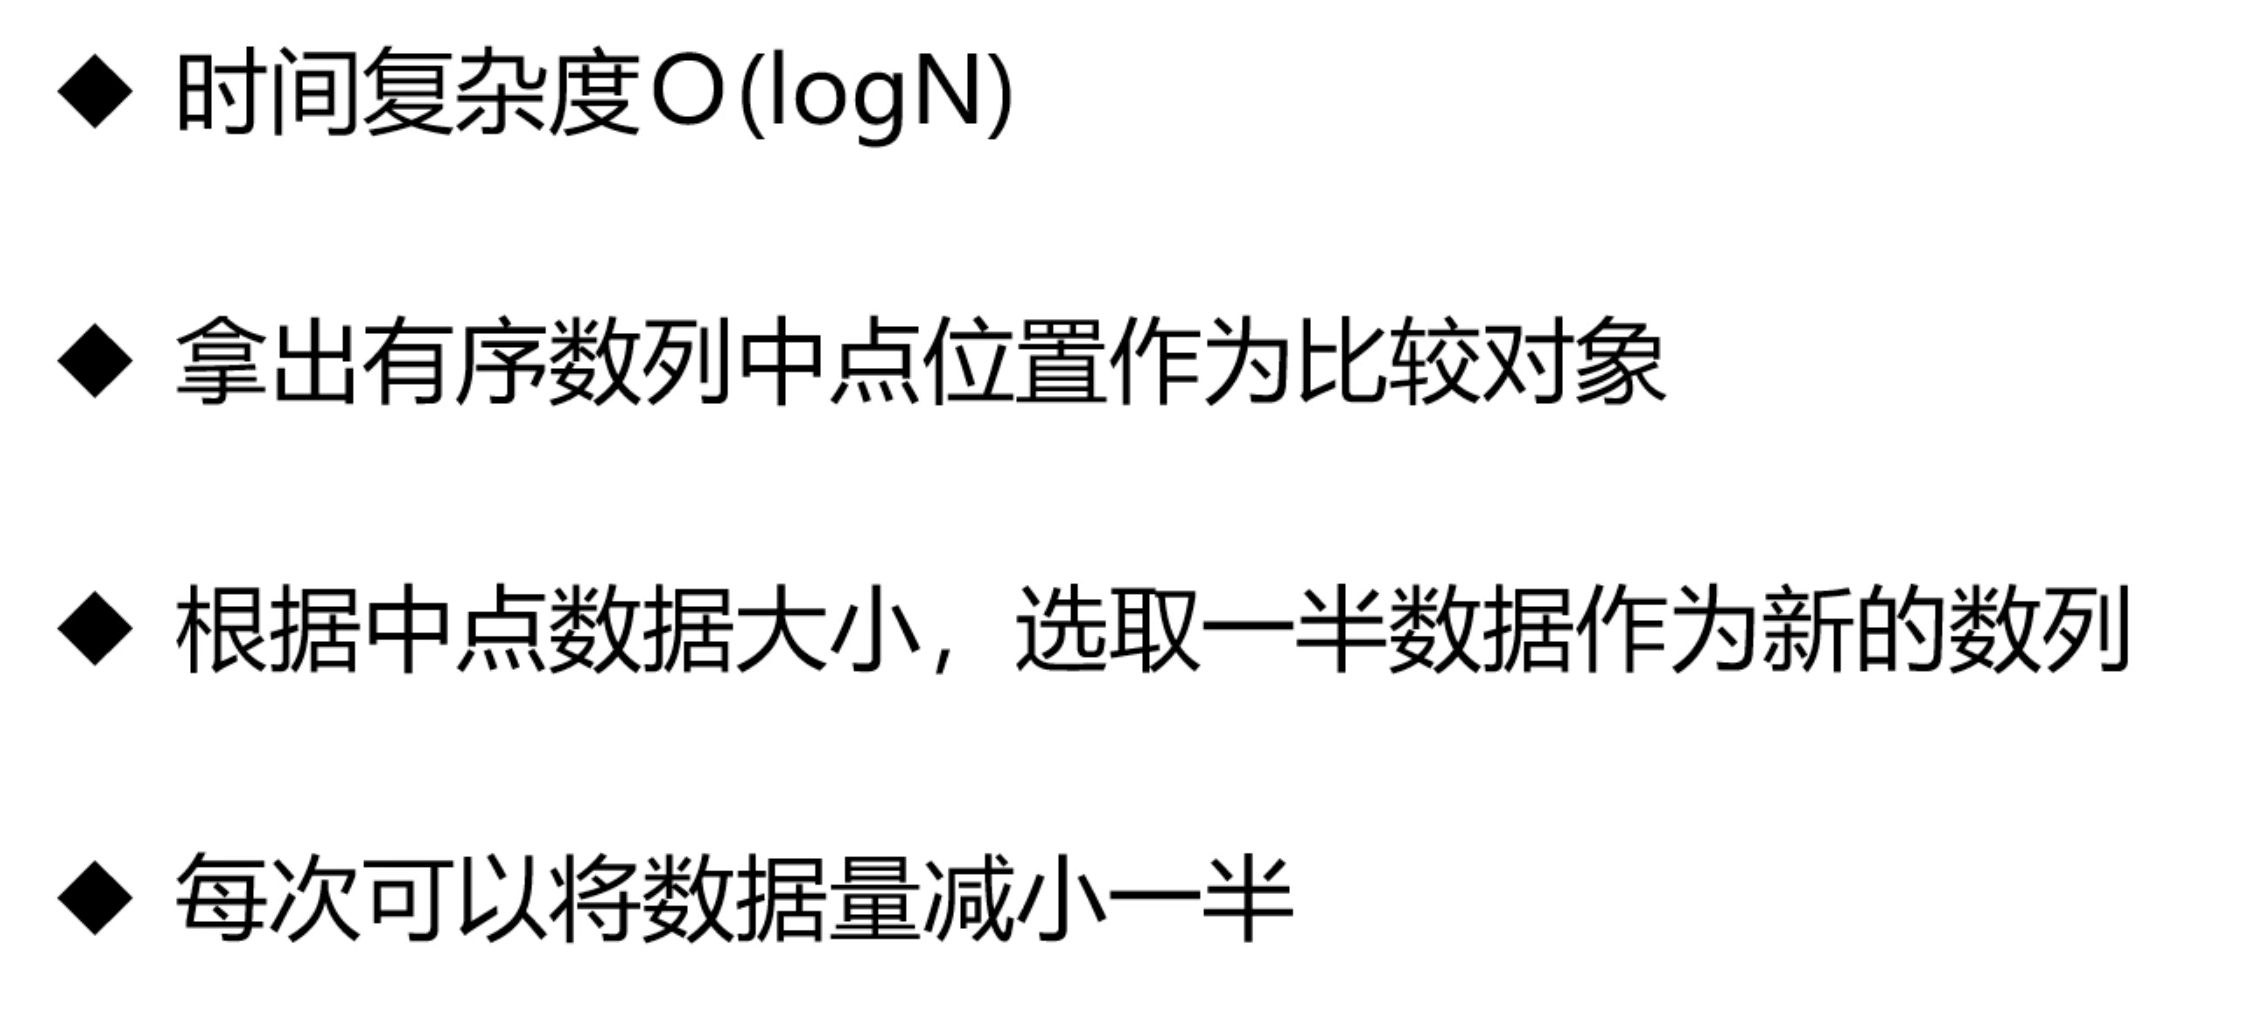 ◆ 时间复杂度O(logN)
◆ 拿出有序数列中点位置作为比较对象
◆ 根据中点数据大小，选取一半数据作为新的数列
◆ 每次可以将数据量减小一半